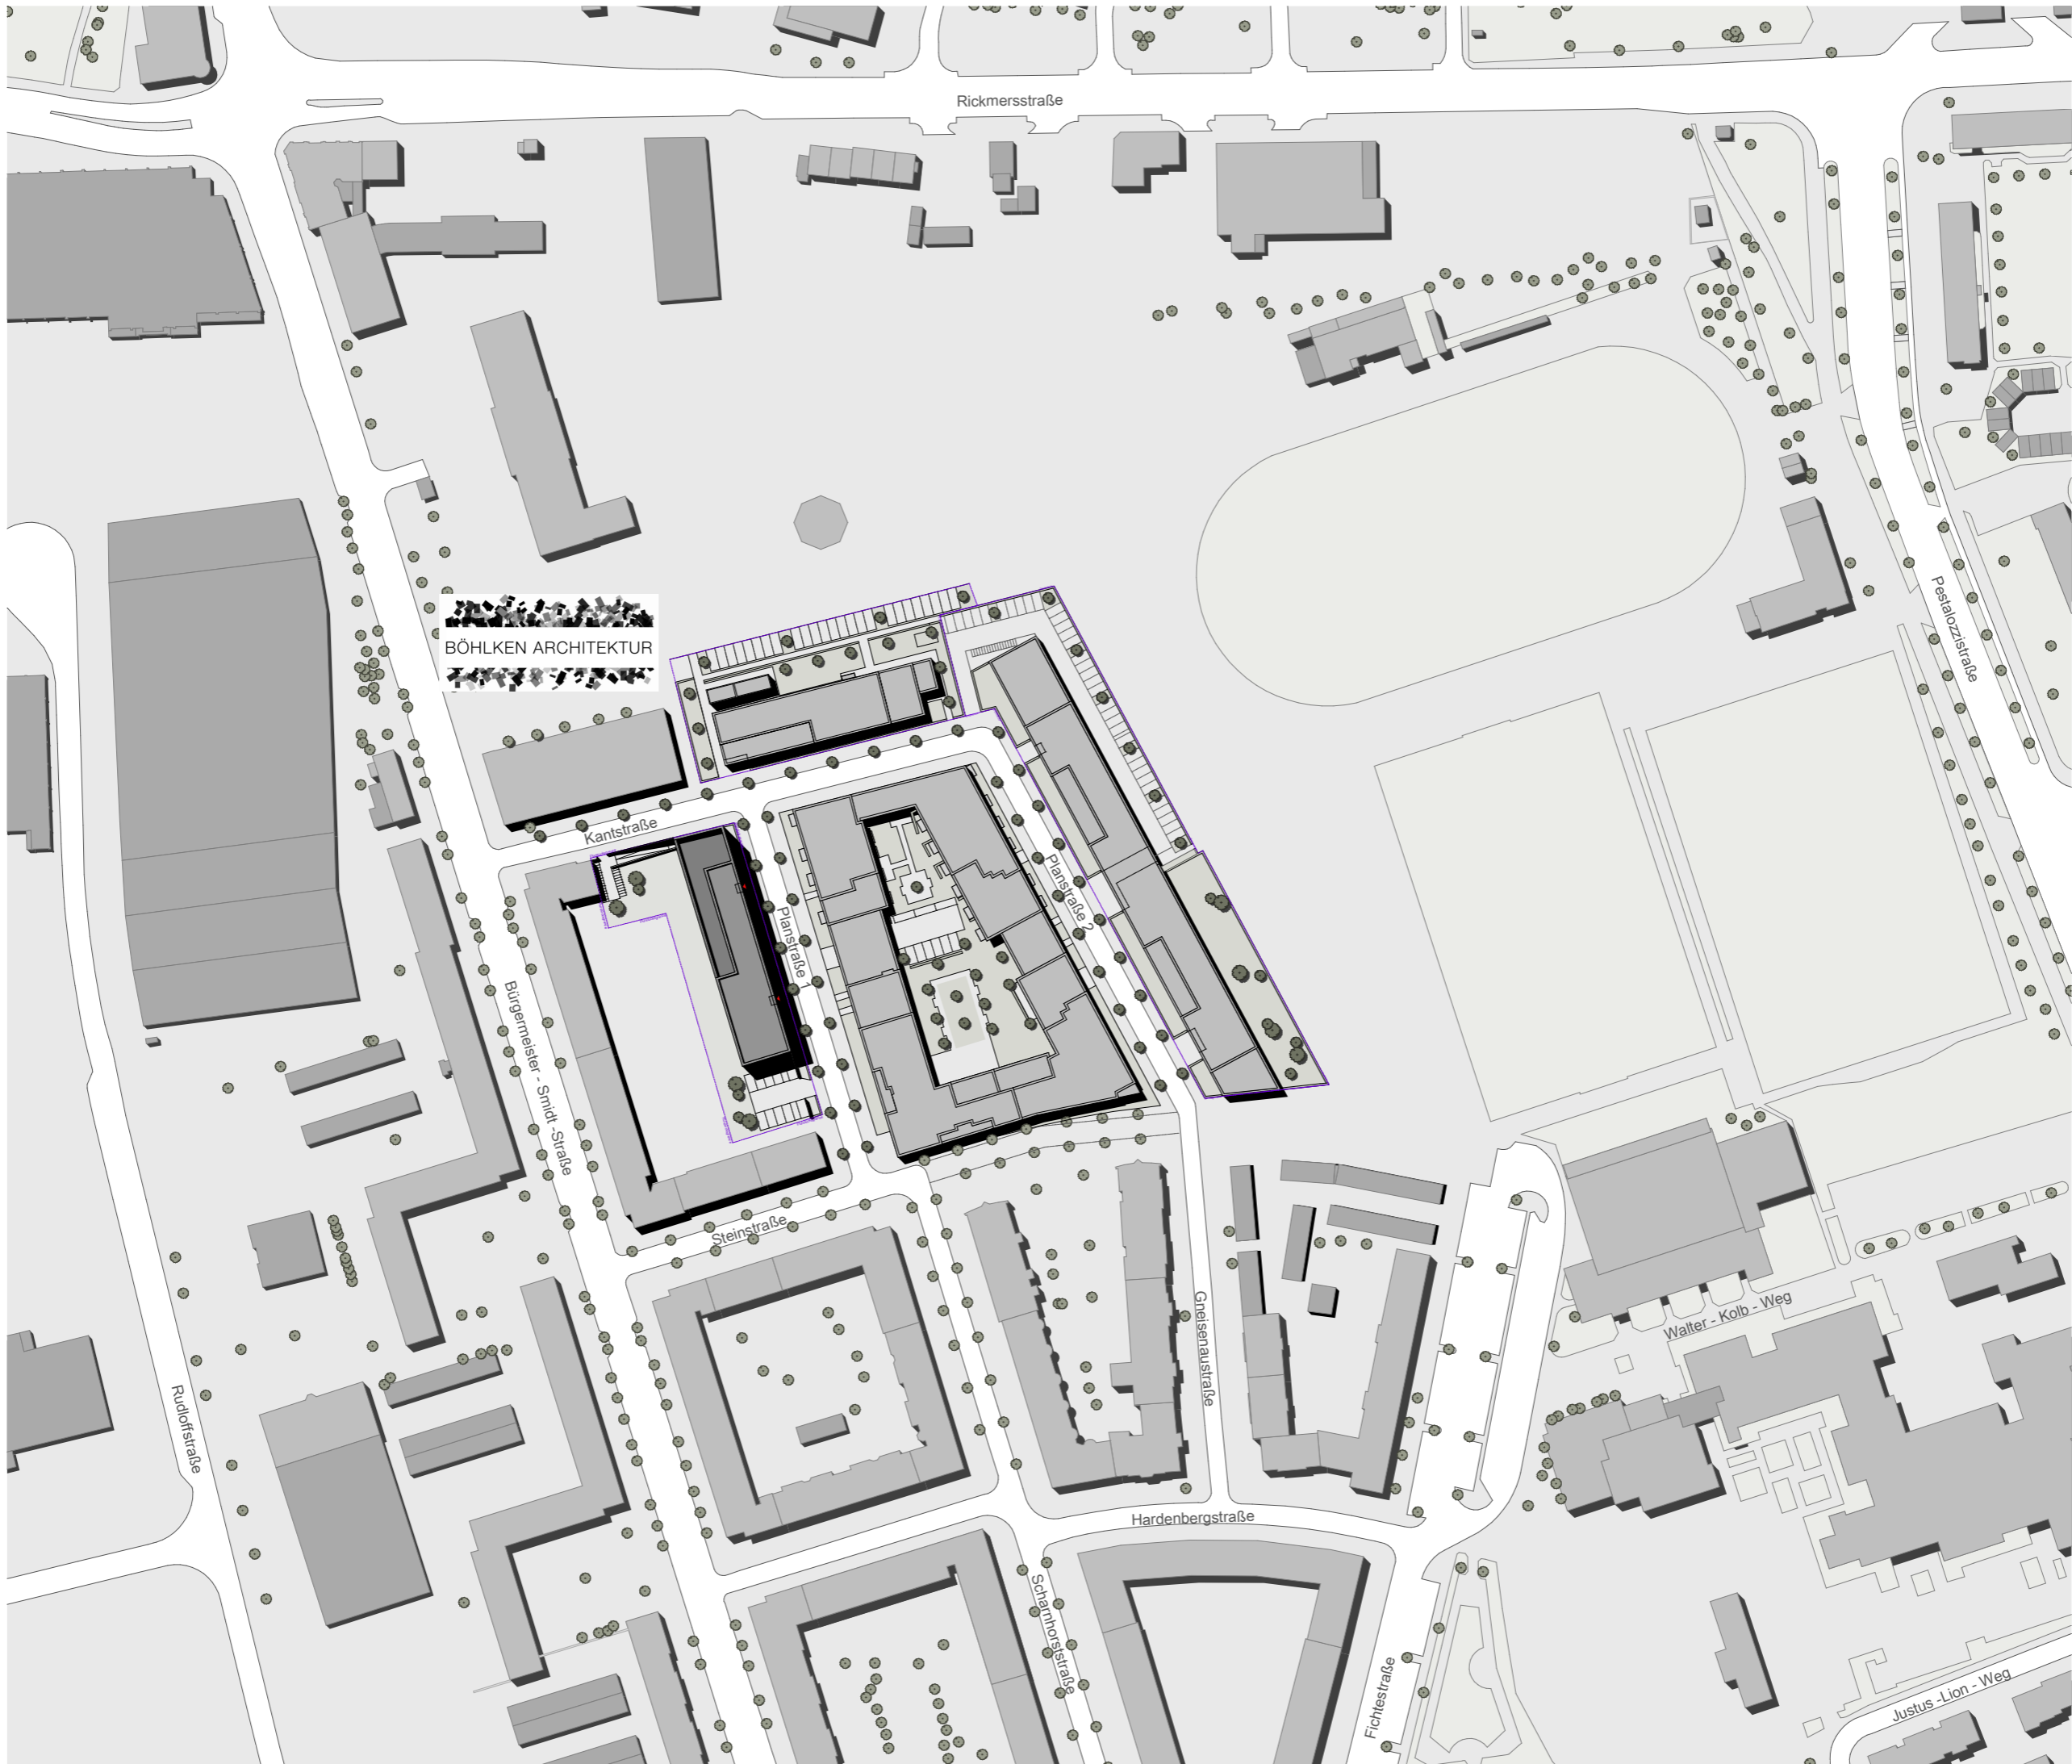 Rickmersstraße
Pestalozzistraße
BÖHLKEN ARCHITEKTUR
Kantstraße
Planstraße 2
Planstraße 1
Bürgermeister - Smidt -Straße
Steinstraße
Gneisenaustraße
Walter - Kolb - Weg
Rudloffstraße
Hardenbergstraße
Scharnhorststraße
Fichtestraße
Justus -Lion - Weg